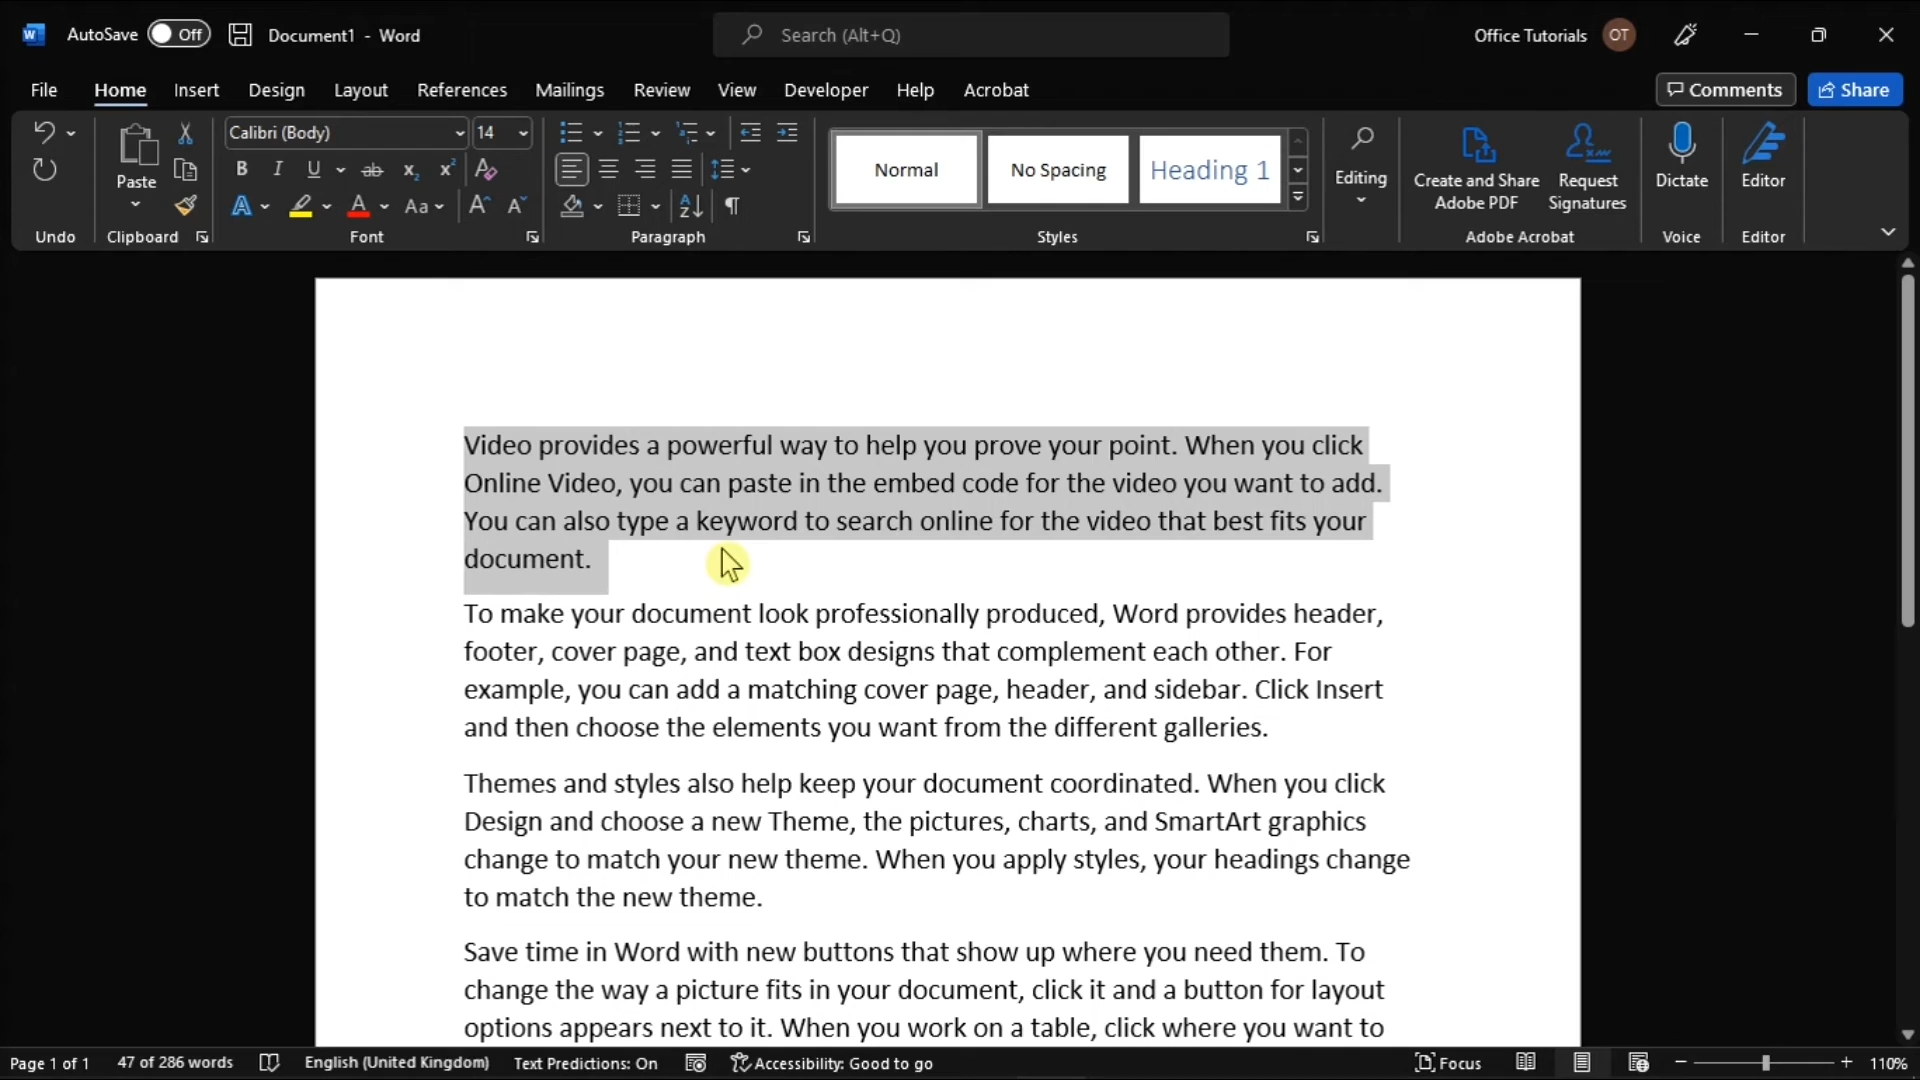 W AutoSave Off Document1 - Word Search (Alt+Q) Office Tutorials OT
File Home Insert Design Layout References Mailings Review View Developer Help Acrobat Comments Share
Calibri (Body) 14
Paste
Normal No Spacing Heading 1
Editing
Create and Share
Adobe PDF
Request
Signatures
Dictate
Editor
Undo Clipboard Font Paragraph Styles Adobe Acrobat Voice Editor
Video provides a powerful way to help you prove your point. When you click
Online Video, you can paste in the embed code for the video you want to add.
You can also type a keyword to search online for the video that best fits your
document.
To make your document look professionally produced, Word provides header,
footer, cover page, and text box designs that complement each other. For
example, you can add a matching cover page, header, and sidebar. Click Insert
and then choose the elements you want from the different galleries.
Themes and styles also help keep your document coordinated. When you click
Design and choose a new Theme, the pictures, charts, and SmartArt graphics
change to match your new theme. When you apply styles, your headings change
to match the new theme.
Save time in Word with new buttons that show up where you need them. To
change the way a picture fits in your document, click it and a button for layout
options appears next to it. When you work on a table, click where you want to
Page 1 of 1 47 of 286 words English (United Kingdom) Text Predictions: On Accessibility: Good to go Focus 110%